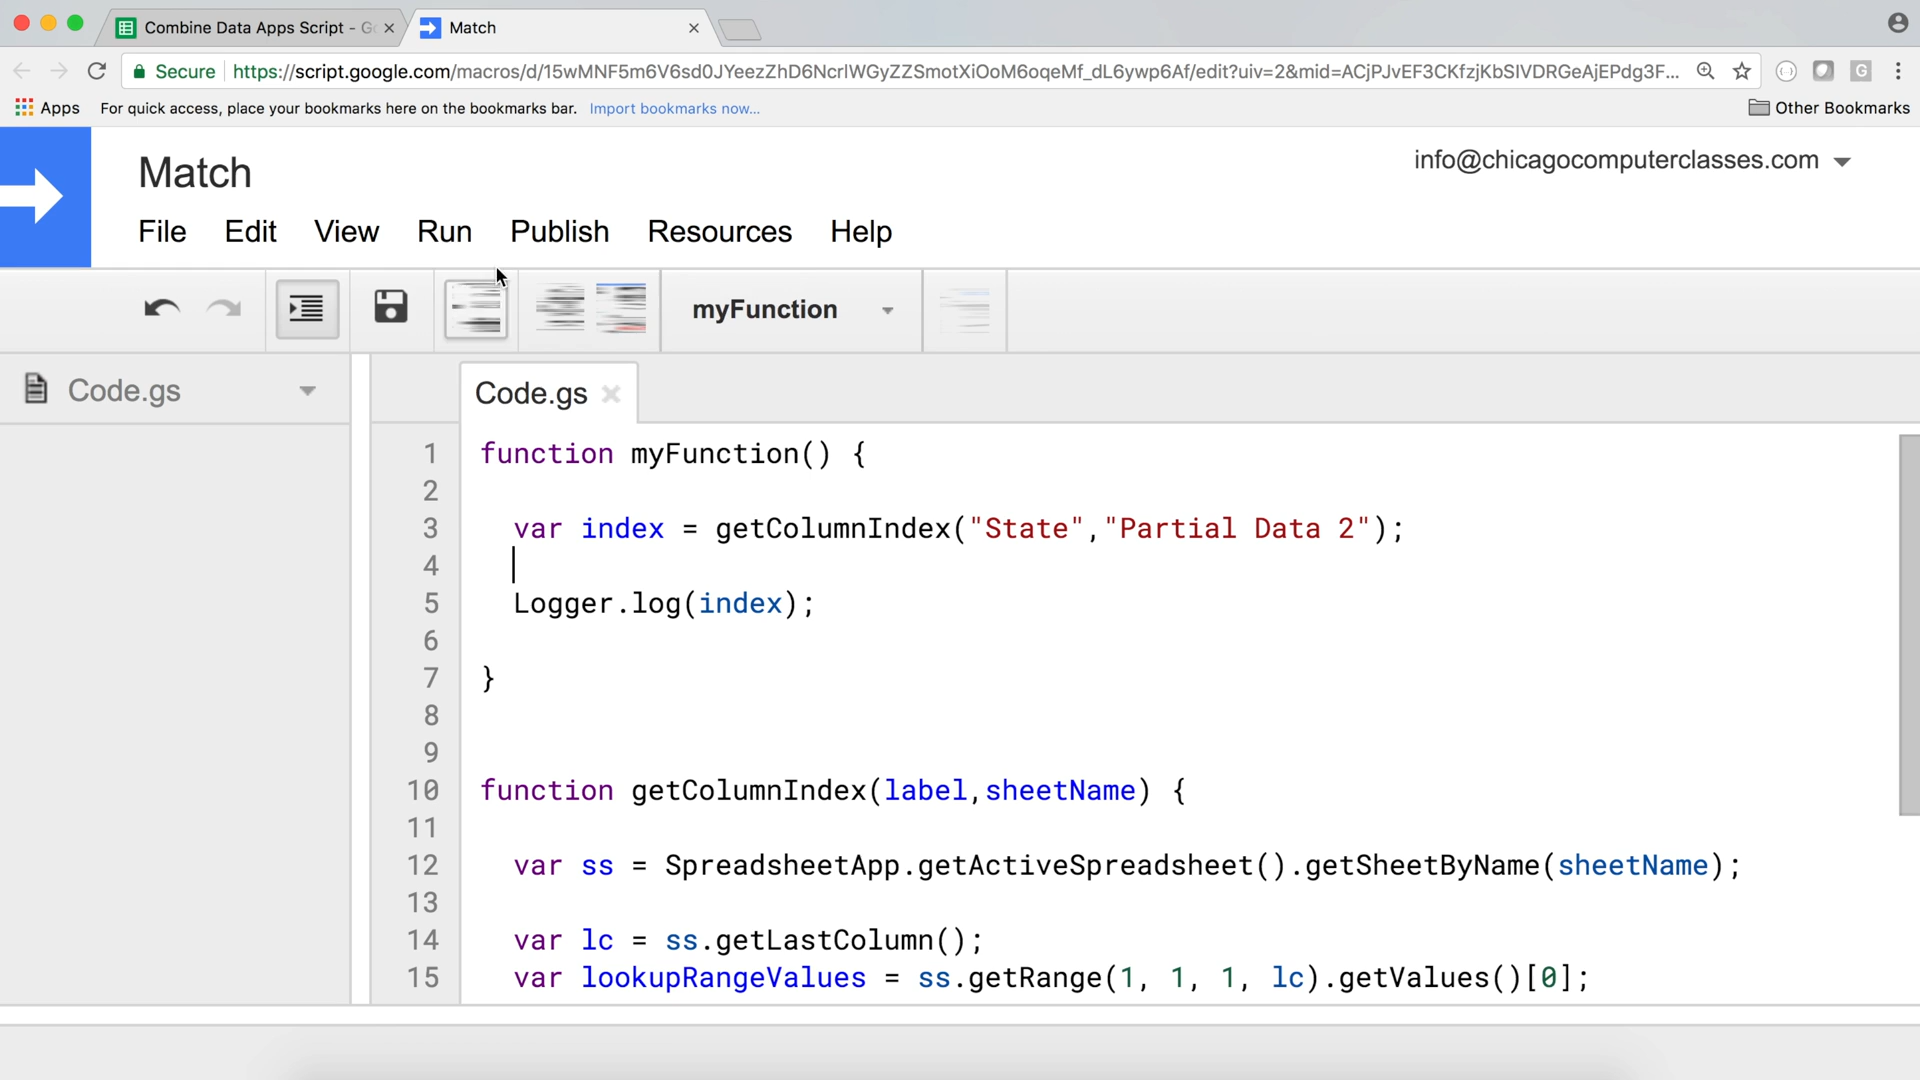 Combine Data Apps Script - G
Match
Secure https://script.google.com/macros/d/15wMNF5m6V6sd0JYeezZhD6NcrlWGyZZSmotXiOoM6oqeMf_dL6ywp6Af/edit?uiv=2&mid=ACjPJvEF3CKfzjKbSIVDRGeAjEPdg3F...
G
Apps For quick access, place your bookmarks here on the bookmarks bar. Import bookmarks now... Other Bookmarks
Match
info@chicagocomputerclasses.com
File Edit View Run Publish Resources Help
myFunction
Code.gs
Code.gs
1 function myFunction() {
2
3 var index = getColumnIndex("State","Partial Data 2");
4
5 Logger.log(index);
6
7 }
8
9
10 function getColumnIndex(label,sheetName) {
11
12 var ss = SpreadsheetApp.getActiveSpreadsheet().getSheetByName(sheetName);
13
14 var lc = ss.getLastColumn();
15 var lookupRangeValues = ss.getRange(1, 1, 1, lc).getValues()[0];